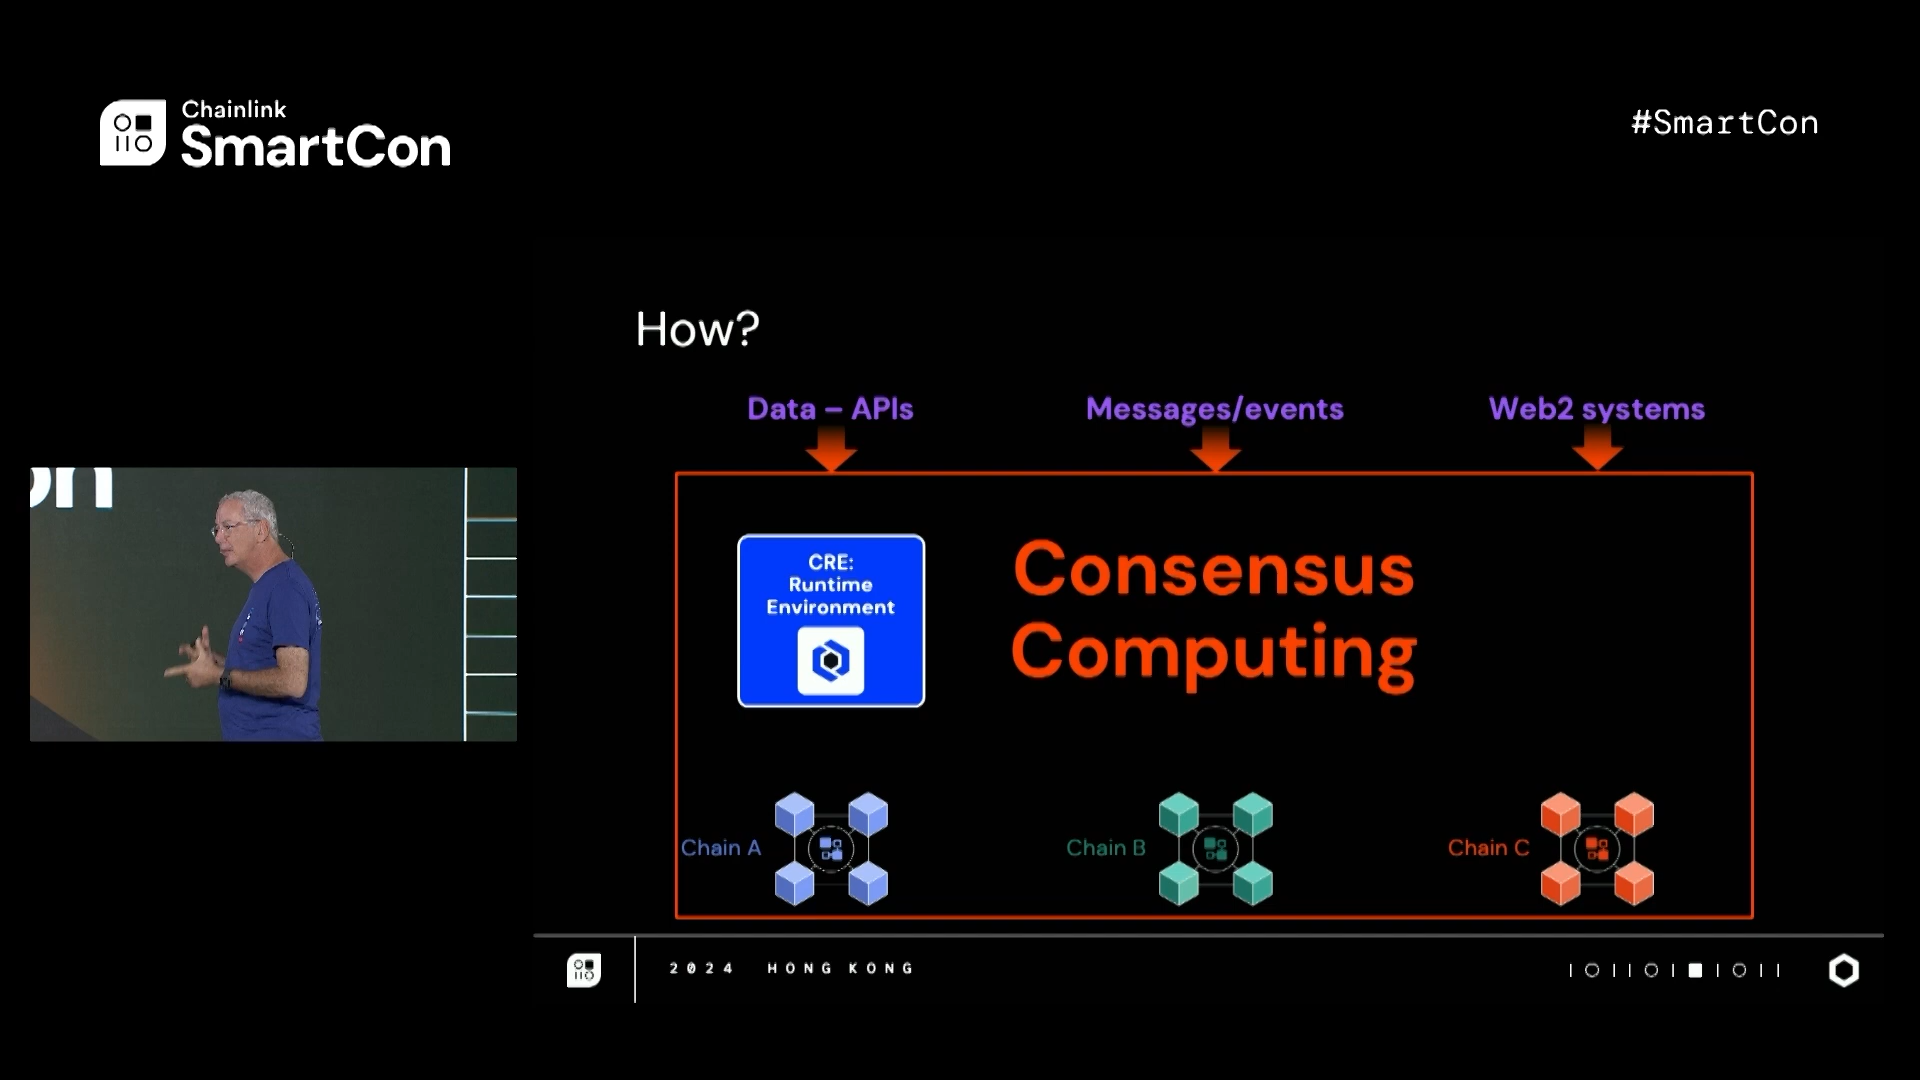 Chainlink
SmartCon
#SmartCon
How?
Data – APIs
Messages/events
Web2 systems
CRE:
Runtime
Environment
Consensus
Computing
Chain A
Chain B
Chain C
2024 HONG KONG